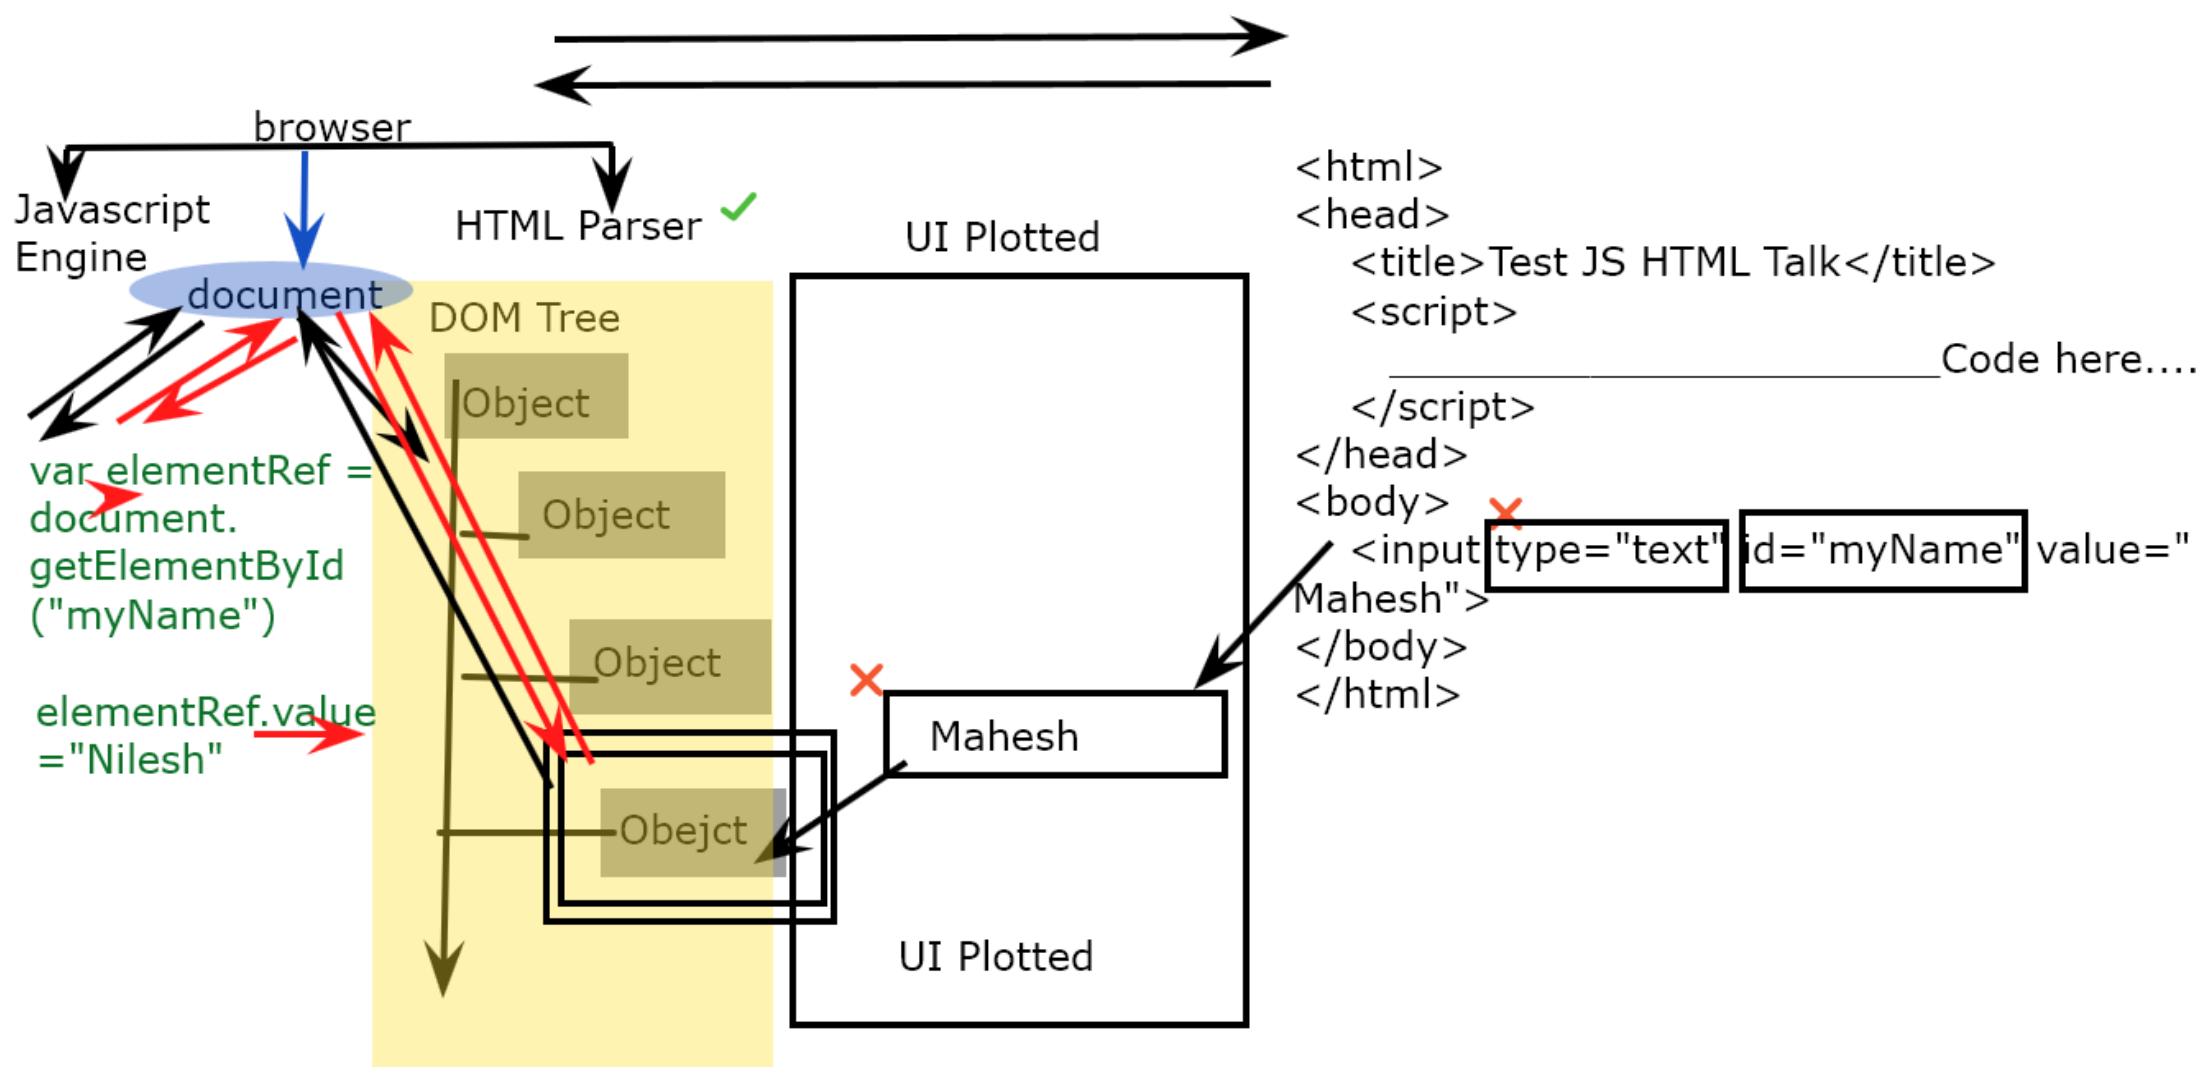 browser
Javascript
Engine
HTML Parser
document
DOM Tree
Object
Object
Object
Obejct
var elementRef =
document.
getElementById
("myName")
elementRef.value
="Nilesh"
UI Plotted
Mahesh
UI Plotted
<html>
<head>
<title>Test JS HTML Talk</title>
<script>
______________________Code here....
</script>
</head>
<body>
<input type="text" id="myName" value="
Mahesh">
</body>
</html>